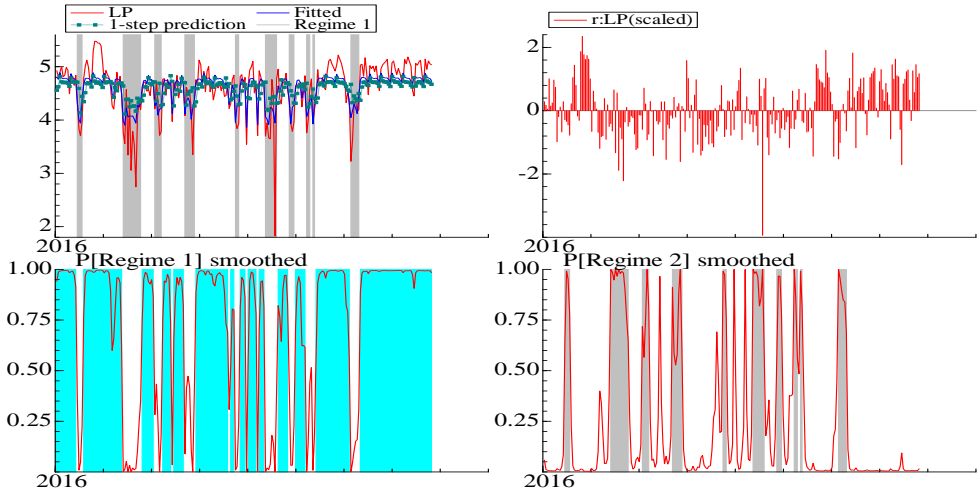 LP
Fitted
1-step prediction
Regime 1
5
4
3
2
2016
r:LP(scaled)
2
0
-2
2016
P[Regime 1] smoothed
1.00
0.75
0.50
0.25
2016
P[Regime 2] smoothed
1.00
0.75
0.50
0.25
2016